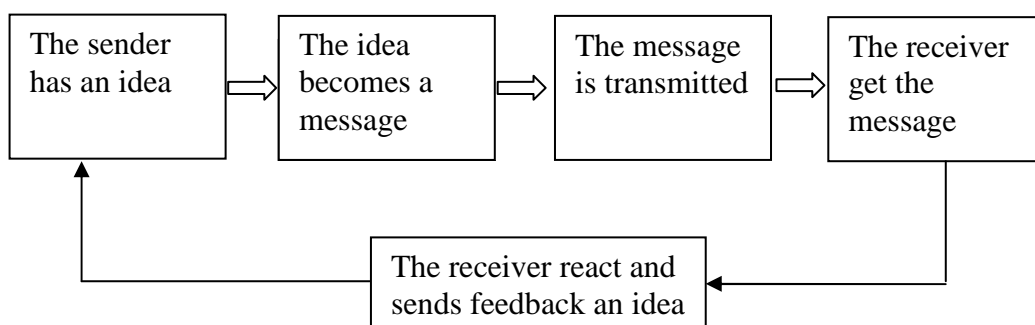 The sender
has an idea
The idea
becomes a
message
The message
is transmitted
The receiver
get the
message
The receiver react and
sends feedback an idea